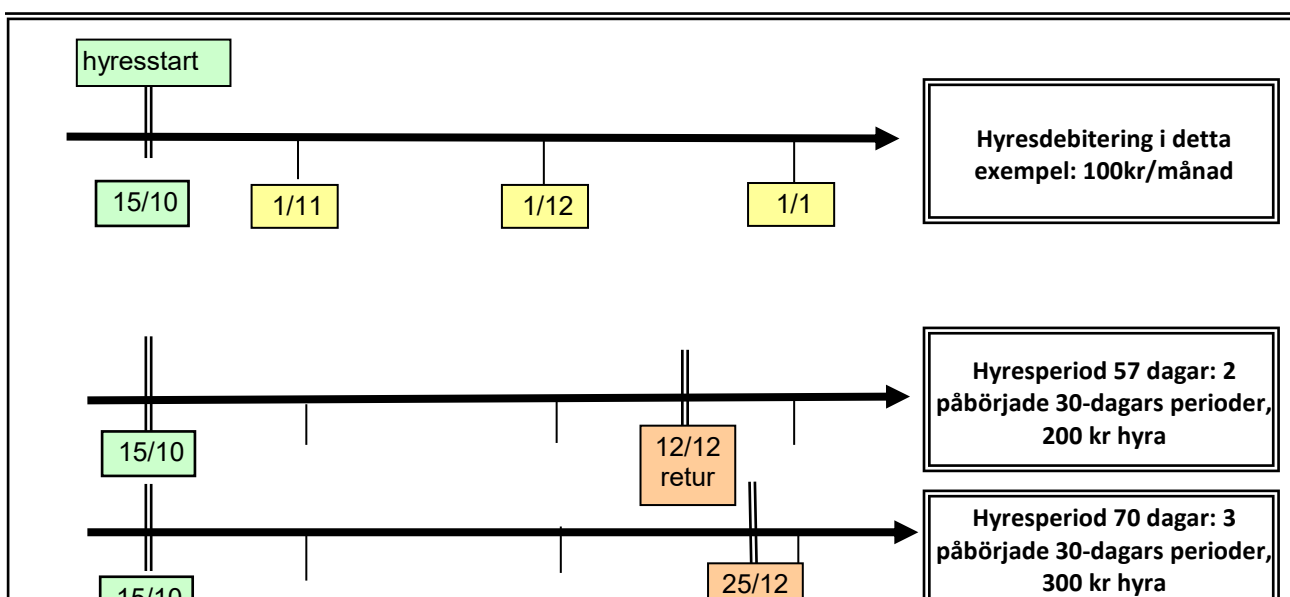 hyresstart
Hyresdebitering i detta
exempel: 100kr/månad
15/10
1/11
1/12
1/1
Hyresperiod 57 dagar: 2
påbörjade 30-dagars perioder,
200 kr hyra
15/10
12/12
retur
Hyresperiod 70 dagar: 3
påbörjade 30-dagars perioder,
300 kr hyra
25/12
15/10